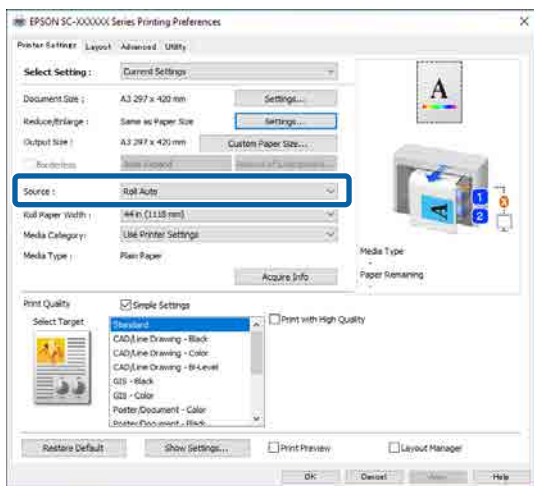 EPSON SC-XXXXXX Series Printing Preferences
Printer Settings Layout Advanced Utility
Select Setting : Current Settings
Document Size : A3 297 x 420 mm Settings...
Reduce/Enlarge : Same as Paper Size Settings...
Output Size : A3 297 x 420 mm Custom Paper Size...
Borderless
Source : Roll Auto
Roll Paper Width : 44 in (1118 mm)
Media Category: Use Printer Settings
Media Type : Plain Paper
Acquire Info
A
A
1
2
Media Type
-
Paper Remaining
-
Print Quality Simple Settings
Select Target
Standard
CAD/Line Drawing - Black
CAD/Line Drawing - Color
CAD/Line Drawing - Bi-Level
GIS - Black
GIS - Color
Poster/Document - Color
Poster/Document - Black
Print with High Quality
Restore Default Show Settings... Print Preview Layout Manager
OK Cancel Help